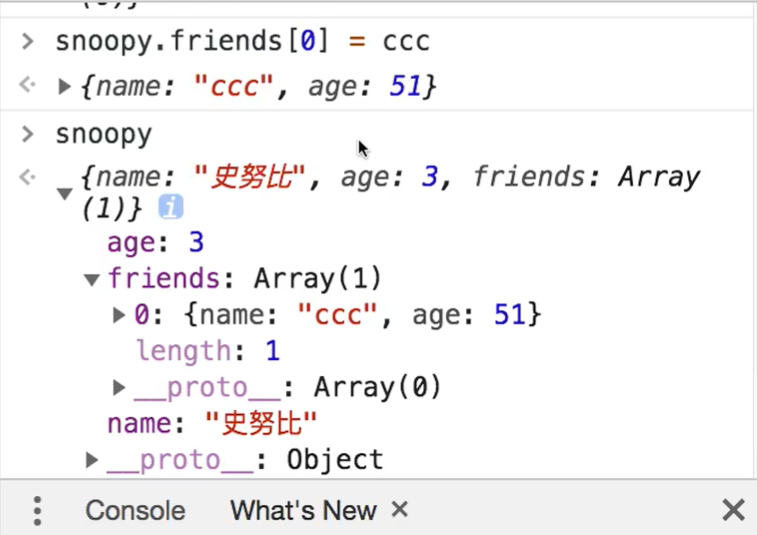 > snoopy.friends[0] = ccc
{name: "ccc", age: 51}
> snoopy
{name: "史努比", age: 3, friends: Array
(1)} i
age: 3
friends: Array(1)
0: {name: "ccc", age: 51}
length: 1
__proto__: Array(0)
name: "史努比"
__proto__: Object
Console What's New ×